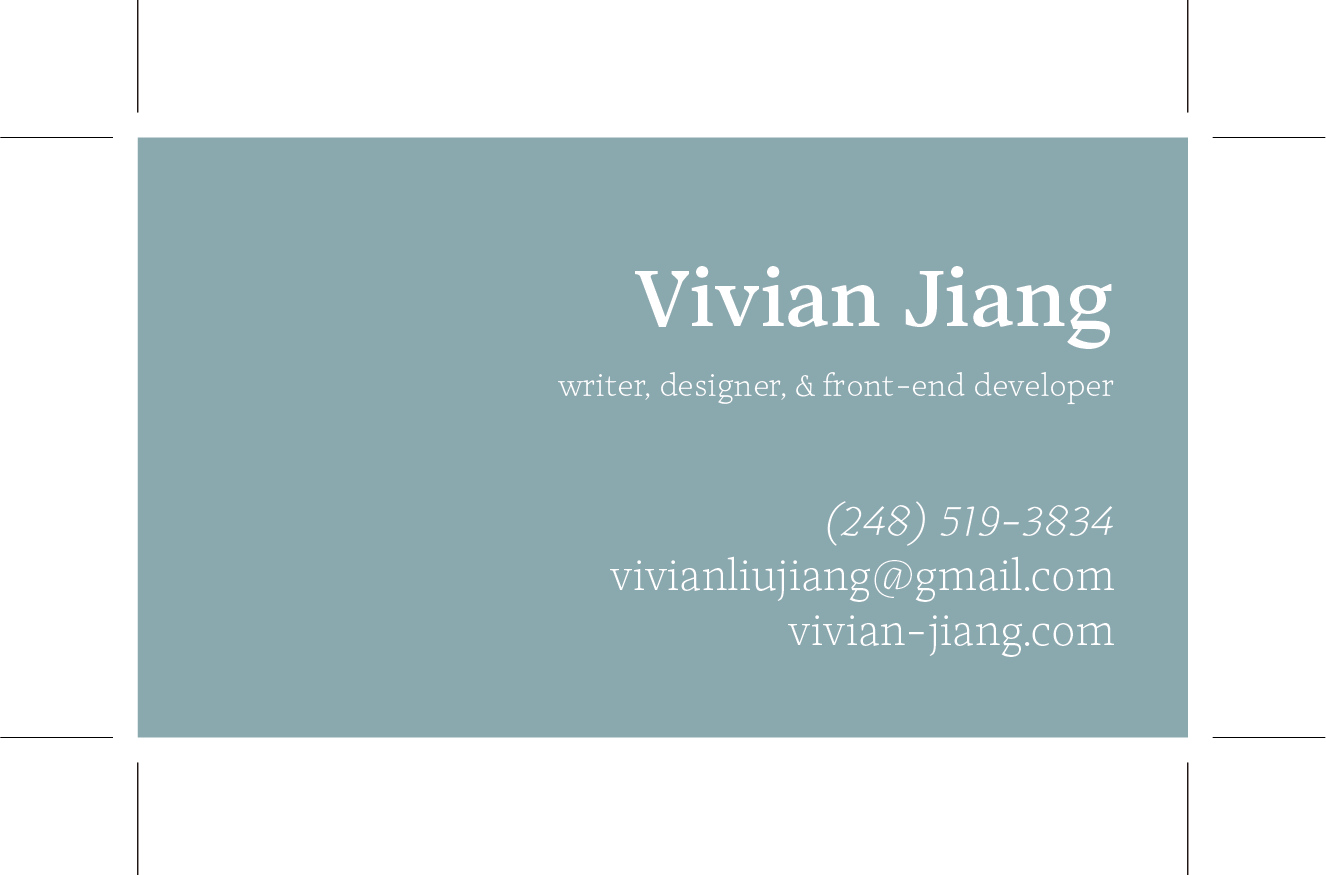 Vivian Jiang
writer, designer, & front-end developer
(248) 519-3834
vivianliujiang@gmail.com
vivian-jiang.com